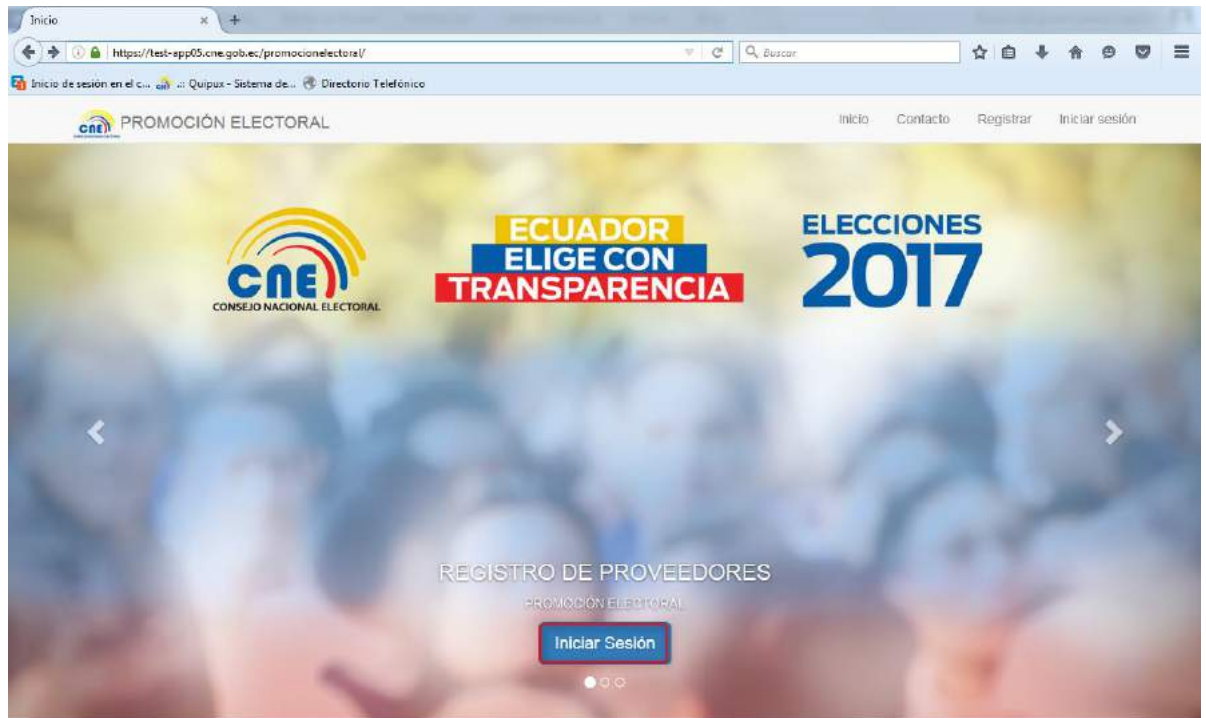 Inicio
https://test-app05.cne.gob.ec/promocionelectoral/
Buscar
Inicio de sesión en el c... .:: Quipux - Sistema de... Directorio Telefónico
CNE PROMOCIÓN ELECTORAL Inicio Contacto Registrar Iniciar sesión
CNE
CONSEJO NACIONAL ELECTORAL
ECUADOR
ELIGE CON
TRANSPARENCIA
ELECCIONES
2017
REGISTRO DE PROVEEDORES
PROMOCIÓN ELECTORAL
Iniciar Sesión